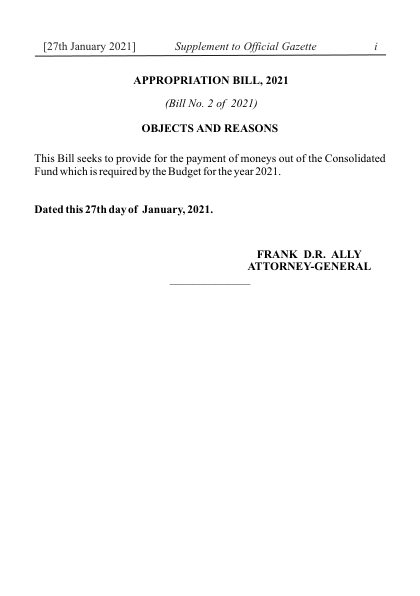 [27th January 2021] Supplement to Official Gazette i
APPROPRIATION BILL, 2021
(Bill No. 2 of 2021)
OBJECTS AND REASONS
This Bill seeks to provide for the payment of moneys out of the Consolidated
Fund which is required by the Budget for the year 2021.
Dated this 27th day of January, 2021.
FRANK D.R. ALLY
ATTORNEY-GENERAL